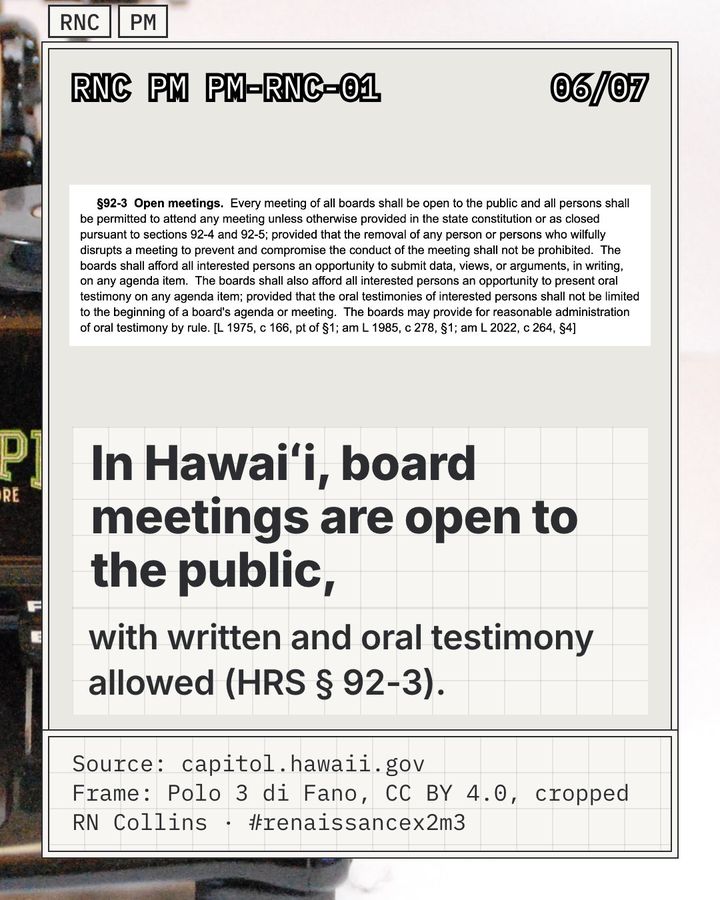 RNC PM
RNC PM PM-RNC-01 06/07
§92-3 Open meetings. Every meeting of all boards shall be open to the public and all persons shall
be permitted to attend any meeting unless otherwise provided in the state constitution or as closed
pursuant to sections 92-4 and 92-5; provided that the removal of any person or persons who wilfully
disrupts a meeting to prevent and compromise the conduct of the meeting shall not be prohibited. The
boards shall afford all interested persons an opportunity to submit data, views, or arguments, in writing,
on any agenda item. The boards shall also afford all interested persons an opportunity to present oral
testimony on any agenda item; provided that the oral testimonies of interested persons shall not be limited
to the beginning of a board's agenda or meeting. The boards may provide for reasonable administration
of oral testimony by rule. [L 1975, c 166, pt of §1; am L 1985, c 278, §1; am L 2022, c 264, §4]
In Hawaiʻi, board
meetings are open to
the public,
with written and oral testimony
allowed (HRS § 92-3).
Source: capitol.hawaii.gov
Frame: Polo 3 di Fano, CC BY 4.0, cropped
RN Collins · #renaissancex2m3